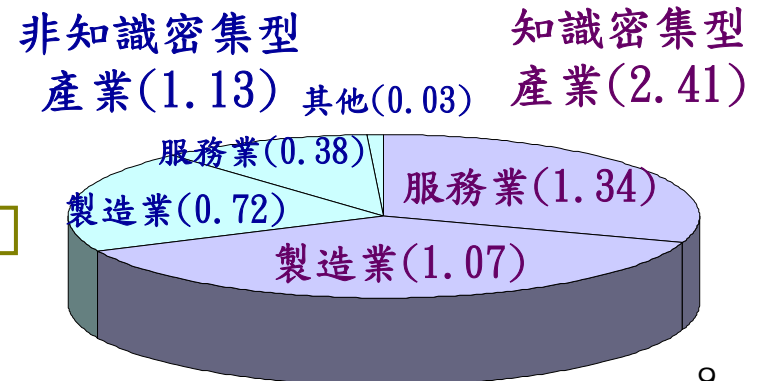 非知識密集型
產業(1.13)
知識密集型
產業(2.41)
其他(0.03)
服務業(0.38)
製造業(0.72)
服務業(1.34)
製造業(1.07)